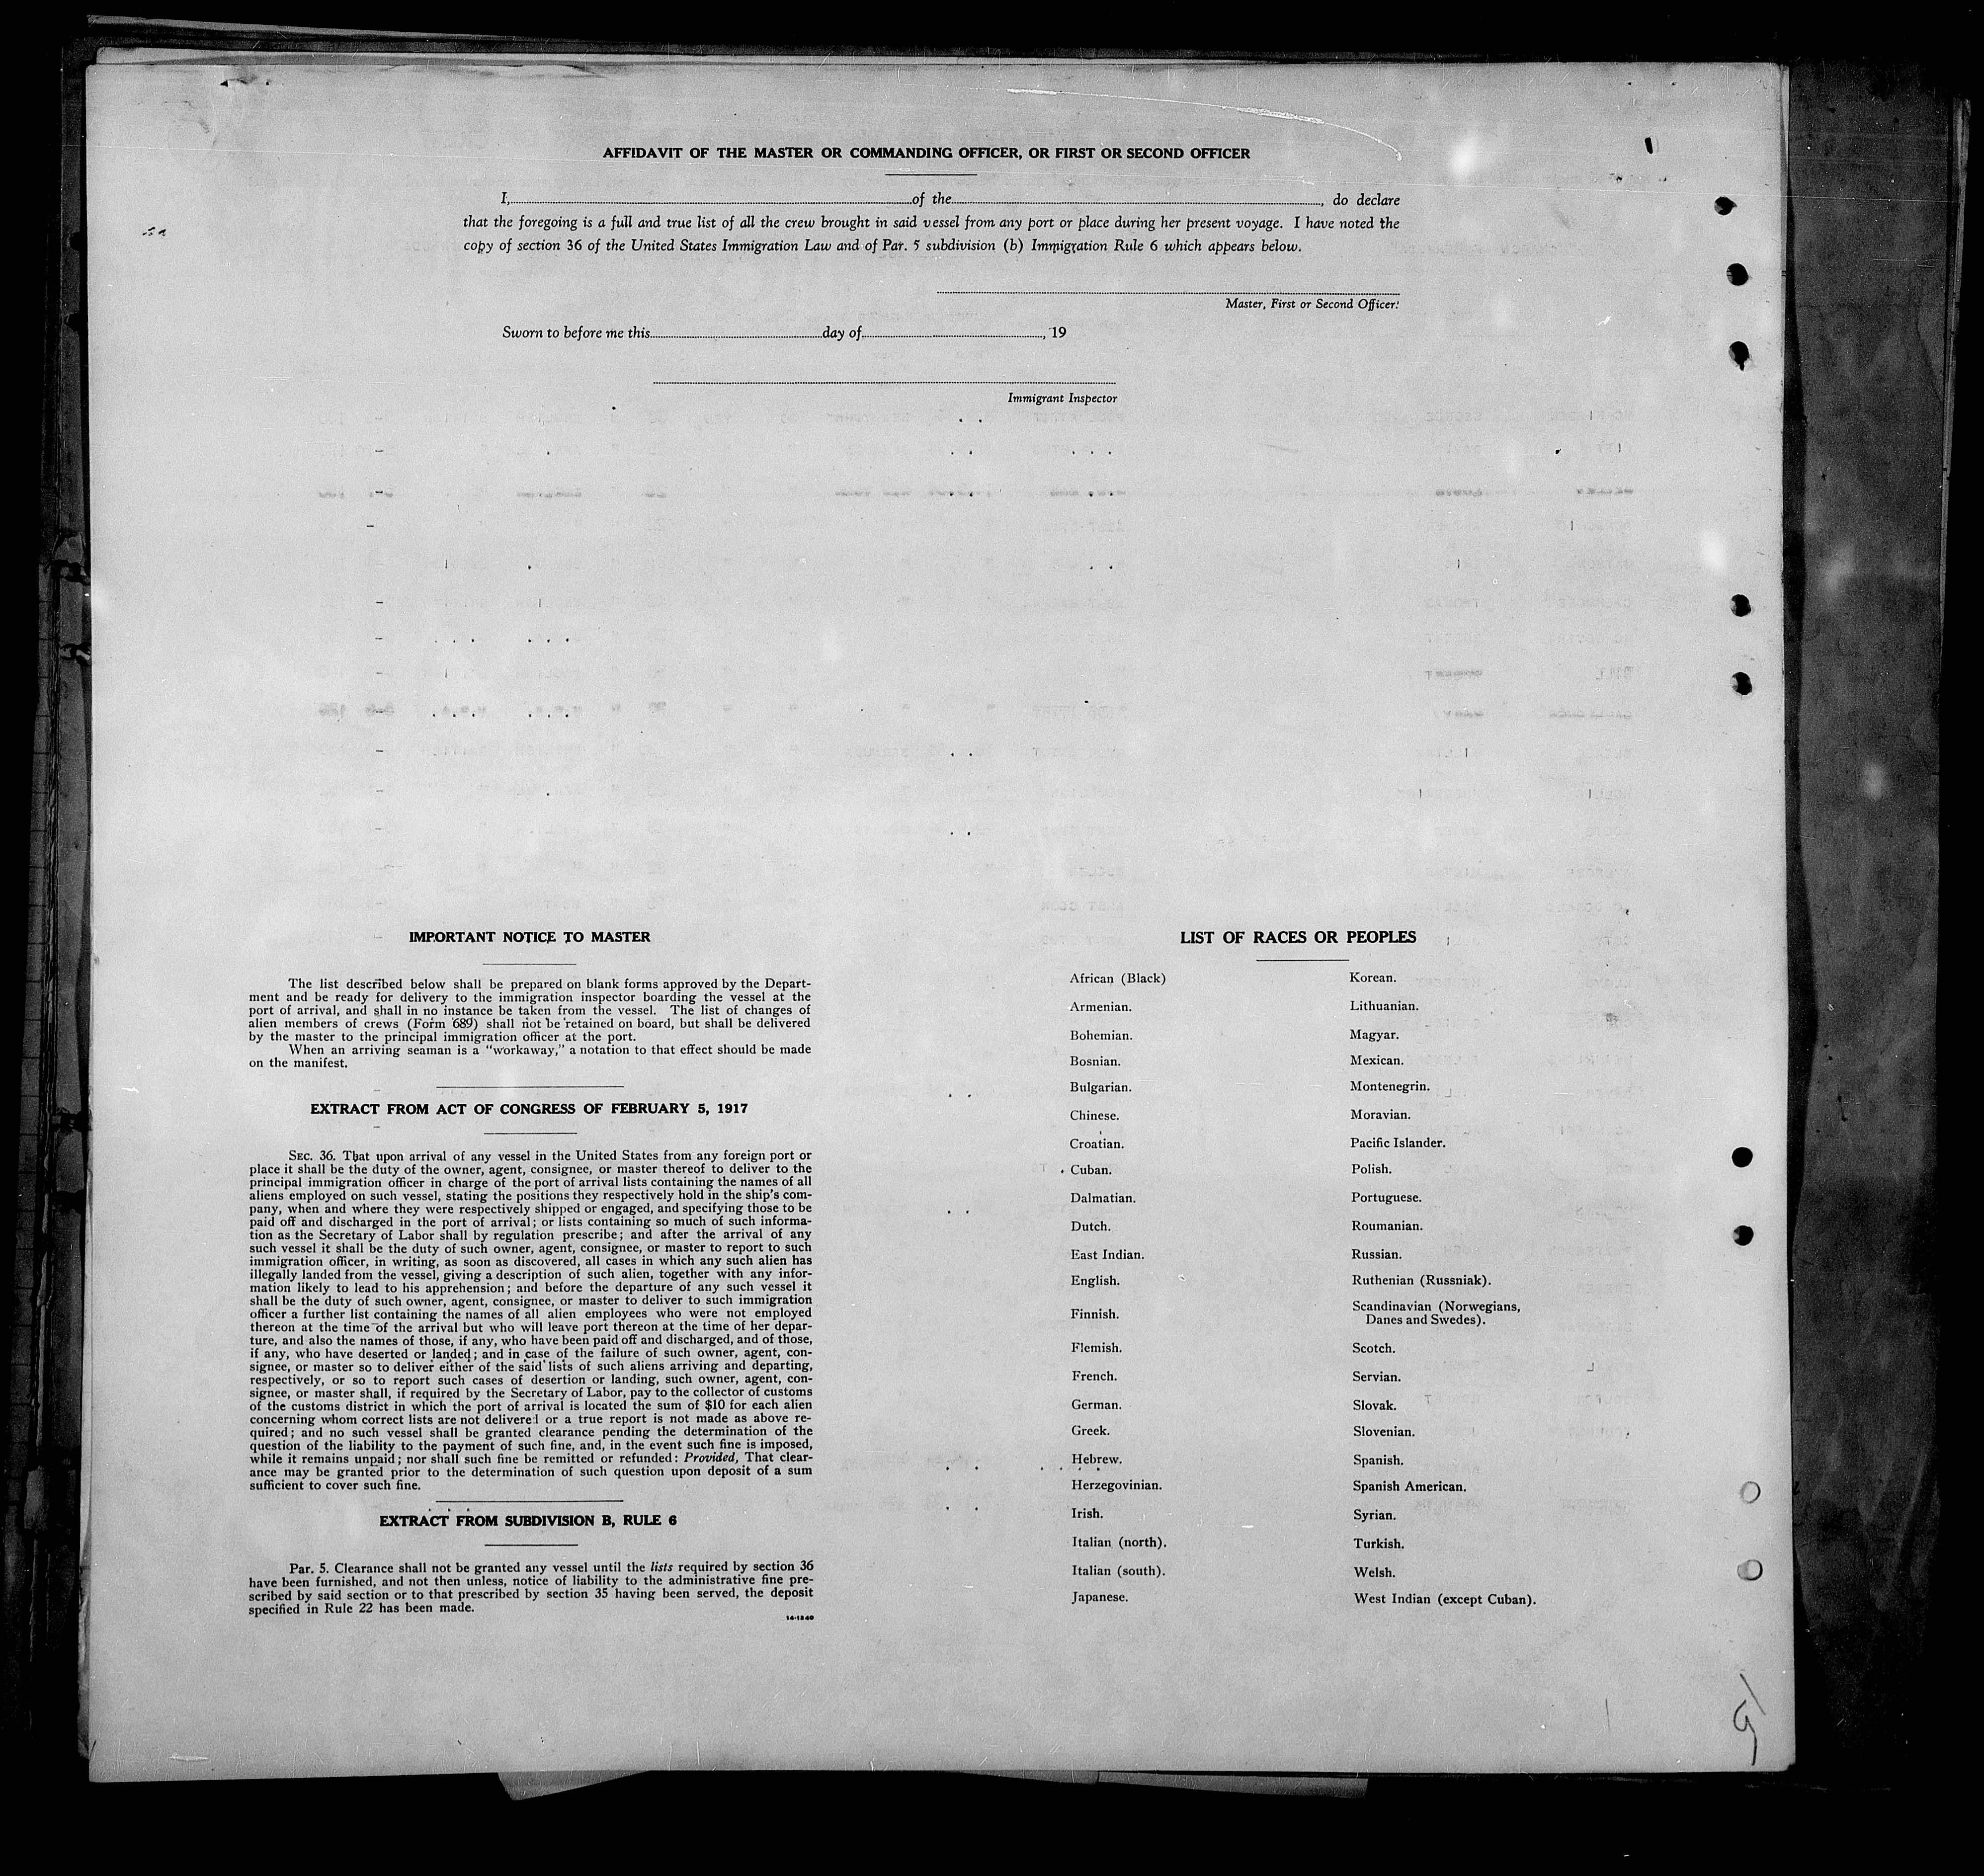 AFFIDAVIT OF THE MASTER OR COMMANDING OFFICER, OR FIRST OR SECOND OFFICER
I, of the , do declare
that the foregoing is a full and true list of all the crew brought in said vessel from any port or place during her present voyage. I have noted the
copy of section 36 of the United States Immigration Law and of Par. 5 subdivision (b) Immigration Rule 6 which appears below.
Master, First or Second Officer.
Sworn to before me this day of , 19
Immigrant Inspector
IMPORTANT NOTICE TO MASTER
The list described below shall be prepared on blank forms approved by the Depart-
ment and be ready for delivery to the immigration inspector boarding the vessel at the
port of arrival, and shall in no instance be taken from the vessel. The list of changes of
alien members of crews (Form 689) shall not be retained on board, but shall be delivered
by the master to the principal immigration officer at the port.
When an arriving seaman is a "workaway," a notation to that effect should be made
on the manifest.
EXTRACT FROM ACT OF CONGRESS OF FEBRUARY 5, 1917
SEC. 36. That upon arrival of any vessel in the United States from any foreign port or
place it shall be the duty of the owner, agent, consignee, or master thereof to deliver to the
principal immigration officer in charge of the port of arrival lists containing the names of all
aliens employed on such vessel, stating the positions they respectively hold in the ship's com-
pany, when and where they were respectively shipped or engaged, and specifying those to be
paid off and discharged in the port of arrival; or lists containing so much of such informa-
tion as the Secretary of Labor shall by regulation prescribe; and after the arrival of any
such vessel it shall be the duty of such owner, agent, consignee, or master to report to such
immigration officer, in writing, as soon as discovered, all cases in which any such alien has
illegally landed from the vessel, giving a description of such alien, together with any infor-
mation likely to lead to his apprehension; and before the departure of any such vessel it
shall be the duty of such owner, agent, consignee, or master to deliver to such immigration
officer a further list containing the names of all alien employees who were not employed
thereon at the time of the arrival but who will leave port thereon at the time of her depar-
ture, and also the names of those, if any, who have been paid off and discharged, and of those,
if any, who have deserted or landed; and in case of the failure of such owner, agent, con-
signee, or master so to deliver either of the said lists of such aliens arriving and departing,
respectively, or so to report such cases of desertion or landing, such owner, agent, con-
signee, or master shall, if required by the Secretary of Labor, pay to the collector of customs
of the customs district in which the port of arrival is located the sum of $10 for each alien
concerning whom correct lists are not delivered or a true report is not made as above re-
quired; and no such vessel shall be granted clearance pending the determination of the
question of the liability to the payment of such fine, and, in the event such fine is imposed,
while it remains unpaid; nor shall such fine be remitted or refunded: Provided, That clear-
ance may be granted prior to the determination of such question upon deposit of a sum
sufficient to cover such fine.
EXTRACT FROM SUBDIVISION B, RULE 6
Par. 5. Clearance shall not be granted any vessel until the lists required by section 36
have been furnished, and not then unless, notice of liability to the administrative fine pre-
scribed by said section or to that prescribed by section 35 having been served, the deposit
specified in Rule 22 has been made.
14-1240
LIST OF RACES OR PEOPLES
African (Black)
Armenian.
Bohemian.
Bosnian.
Bulgarian.
Chinese.
Croatian.
Cuban.
Dalmatian.
Dutch.
East Indian.
English.
Finnish.
Flemish.
French.
German.
Greek.
Hebrew.
Herzegovinian.
Irish.
Italian (north).
Italian (south).
Japanese.
Korean.
Lithuanian.
Magyar.
Mexican.
Montenegrin.
Moravian.
Pacific Islander.
Polish.
Portuguese.
Roumanian.
Russian.
Ruthenian (Russniak).
Scandinavian (Norwegians,
Danes and Swedes).
Scotch.
Servian.
Slovak.
Slovenian.
Spanish.
Spanish American.
Syrian.
Turkish.
Welsh.
West Indian (except Cuban).